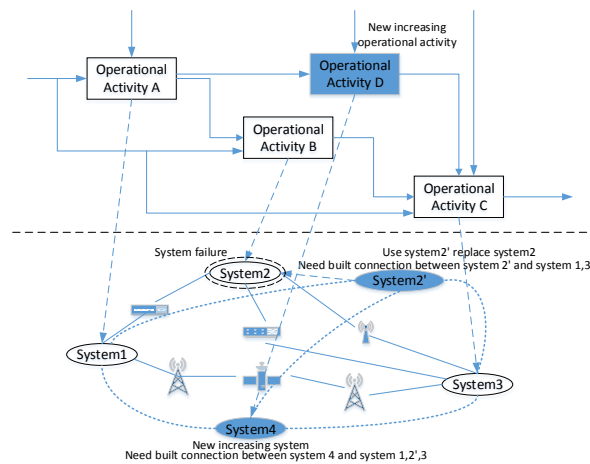 New increasing
operational activity
Operational
Activity A
Operational
Activity D
Operational
Activity B
Operational
Activity C
System failure
Use system2' replace system2
Need built connection between system 2' and system 1,3
System2
System2'
System1
System3
System4
New increasing system
Need built connection between system 4 and system 1,2',3